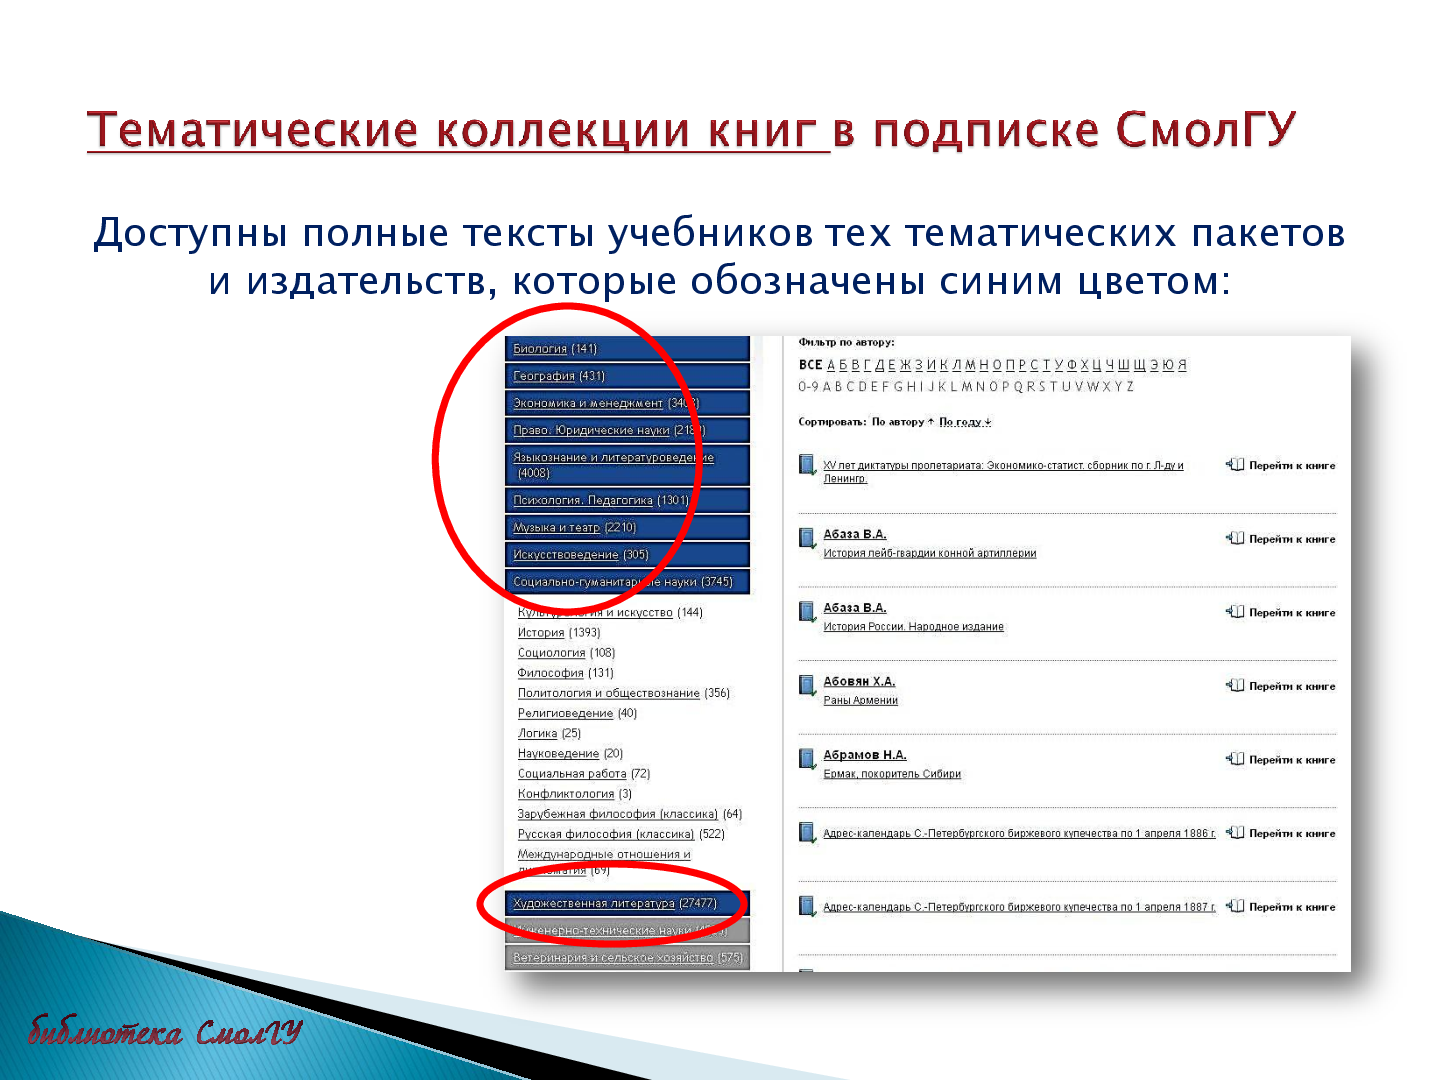 Тематические коллекции книг в подписке СмолГУ
Доступны полные тексты учебников тех тематических пакетов
и издательств, которые обозначены синим цветом:
Биология (141)
География (431)
Экономика и менеджмент
Право. Юридические науки
Языкознание и литературоведение
(4008)
Психология. Педагогика (1301)
Музыка и театр (2210)
Искусствоведение (305)
Социально-гуманитарные науки (3745)
Культурология и искусство (144)
История (1393)
Социология (108)
Философия (131)
Политология и обществознание (356)
Религиоведение (40)
Логика (25)
Науковедение (20)
Социальная работа (72)
Конфликтология (3)
Зарубежная философия (классика) (64)
Русская философия (классика) (522)
Международные отношения и
дипломатия (69)
Художественная литература (27477)
Инженерно-технические науки
Ветеринария и сельское хозяйство (575)
Фильтр по автору:
ВСЕ А Б В Г Д Е Ж З И К Л М Н О П Р С Т У Ф Х Ц Ч Ш Щ Э Ю Я
0-9 A B C D E F G H I J K L M N O P Q R S T U V W X Y Z
Сортировать: По автору ↑ По году ↓
XV лет диктатуры пролетариата: Экономико-статист. сборник по г. Л-ду и Перейти к книге
Ленингр.
Абаза В.А. Перейти к книге
История лейб-гвардии конной артиллерии
Абаза В.А. Перейти к книге
История России. Народное издание
Абовян Х.А. Перейти к книге
Раны Армении
Абрамов Н.А. Перейти к книге
Ермак, покоритель Сибири
Адрес-календарь С.-Петербургского биржевого купечества по 1 апреля 1886 г. Перейти к книге
Адрес-календарь С.-Петербургского биржевого купечества по 1 апреля 1887 г. Перейти к книге
библиотека СмолГУ